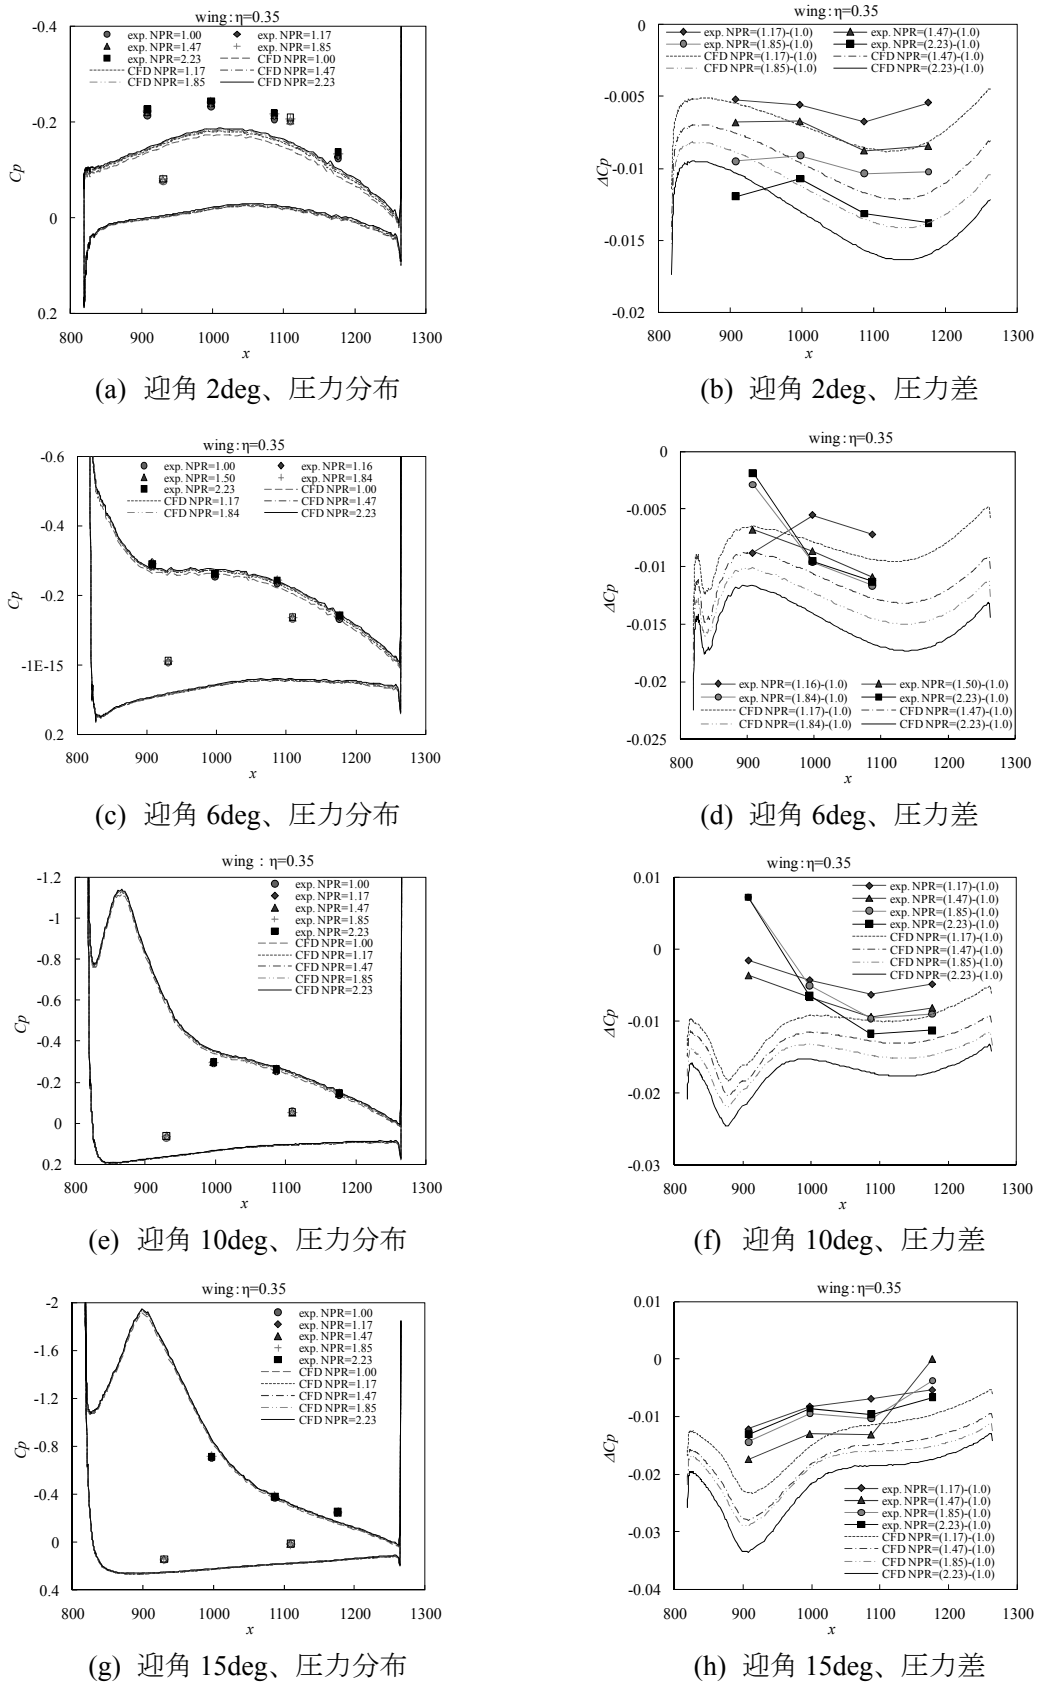 wing:η=0.35
exp. NPR=1.00
exp. NPR=1.17
exp. NPR=1.47
exp. NPR=1.85
exp. NPR=2.23
CFD NPR=1.00
CFD NPR=1.17
CFD NPR=1.47
CFD NPR=1.85
CFD NPR=2.23
-0.4
-0.2
0
0.2
Cp
800 900 1000 1100 1200 1300
x
(a) 迎角 2deg、圧力分布
wing:η=0.35
exp. NPR=(1.17)-(1.0)
exp. NPR=(1.47)-(1.0)
exp. NPR=(1.85)-(1.0)
exp. NPR=(2.23)-(1.0)
CFD NPR=(1.17)-(1.0)
CFD NPR=(1.47)-(1.0)
CFD NPR=(1.85)-(1.0)
CFD NPR=(2.23)-(1.0)
0
-0.005
-0.01
-0.015
-0.02
ΔCp
800 900 1000 1100 1200 1300
x
(b) 迎角 2deg、圧力差
wing:η=0.35
exp. NPR=1.00
exp. NPR=1.16
exp. NPR=1.50
exp. NPR=1.84
exp. NPR=2.23
CFD NPR=1.00
CFD NPR=1.17
CFD NPR=1.47
CFD NPR=1.84
CFD NPR=2.23
-0.6
-0.4
-0.2
-1E-15
0.2
Cp
800 900 1000 1100 1200 1300
x
(c) 迎角 6deg、圧力分布
wing:η=0.35
0
-0.005
-0.01
-0.015
-0.02
-0.025
ΔCp
exp. NPR=(1.16)-(1.0)
exp. NPR=(1.50)-(1.0)
exp. NPR=(1.84)-(1.0)
exp. NPR=(2.23)-(1.0)
CFD NPR=(1.17)-(1.0)
CFD NPR=(1.47)-(1.0)
CFD NPR=(1.84)-(1.0)
CFD NPR=(2.23)-(1.0)
800 900 1000 1100 1200 1300
x
(d) 迎角 6deg、圧力差
wing : η=0.35
exp. NPR=1.00
exp. NPR=1.17
exp. NPR=1.47
exp. NPR=1.85
exp. NPR=2.23
CFD NPR=1.00
CFD NPR=1.17
CFD NPR=1.47
CFD NPR=1.85
CFD NPR=2.23
-1.2
-1
-0.8
-0.6
-0.4
-0.2
0
0.2
Cp
800 900 1000 1100 1200 1300
x
(e) 迎角 10deg、圧力分布
wing:η=0.35
exp. NPR=(1.17)-(1.0)
exp. NPR=(1.47)-(1.0)
exp. NPR=(1.85)-(1.0)
exp. NPR=(2.23)-(1.0)
CFD NPR=(1.17)-(1.0)
CFD NPR=(1.47)-(1.0)
CFD NPR=(1.85)-(1.0)
CFD NPR=(2.23)-(1.0)
0.01
0
-0.01
-0.02
-0.03
ΔCp
800 900 1000 1100 1200 1300
x
(f) 迎角 10deg、圧力差
wing:η=0.35
exp. NPR=1.00
exp. NPR=1.17
exp. NPR=1.47
exp. NPR=1.85
exp. NPR=2.23
CFD NPR=1.00
CFD NPR=1.17
CFD NPR=1.47
CFD NPR=1.85
CFD NPR=2.23
-2
-1.6
-1.2
-0.8
-0.4
0
0.4
Cp
800 900 1000 1100 1200 1300
x
(g) 迎角 15deg、圧力分布
wing:η=0.35
0.01
0
-0.01
-0.02
-0.03
-0.04
ΔCp
exp. NPR=(1.17)-(1.0)
exp. NPR=(1.47)-(1.0)
exp. NPR=(1.85)-(1.0)
exp. NPR=(2.23)-(1.0)
CFD NPR=(1.17)-(1.0)
CFD NPR=(1.47)-(1.0)
CFD NPR=(1.85)-(1.0)
CFD NPR=(2.23)-(1.0)
800 900 1000 1100 1200 1300
x
(h) 迎角 15deg、圧力差